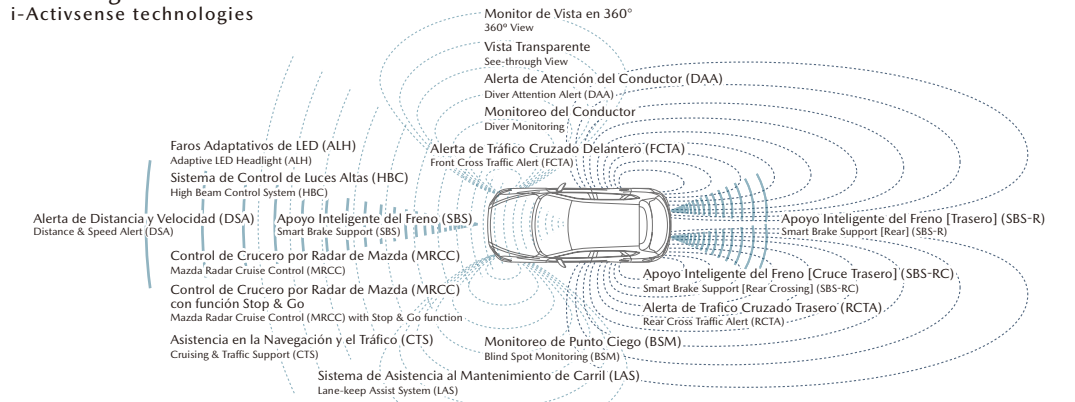 i-Activsense technologies
Monitor de Vista en 360°
360º View
Vista Transparente
See-through View
Alerta de Atención del Conductor (DAA)
Diver Attention Alert (DAA)
Monitoreo del Conductor
Diver Monitoring
Alerta de Tráfico Cruzado Delantero (FCTA)
Front Cross Traffic Alert (FCTA)
Faros Adaptativos de LED (ALH)
Adaptive LED Headlight (ALH)
Sistema de Control de Luces Altas (HBC)
High Beam Control System (HBC)
Alerta de Distancia y Velocidad (DSA)
Distance & Speed Alert (DSA)
Apoyo Inteligente del Freno (SBS)
Smart Brake Support (SBS)
Apoyo Inteligente del Freno [Trasero] (SBS-R)
Smart Brake Support [Rear] (SBS-R)
Control de Crucero por Radar de Mazda (MRCC)
Mazda Radar Cruise Control (MRCC)
Control de Crucero por Radar de Mazda (MRCC)
con función Stop & Go
Mazda Radar Cruise Control (MRCC) with Stop & Go function
Apoyo Inteligente del Freno [Cruce Trasero] (SBS-RC)
Smart Brake Support [Rear Crossing] (SBS-RC)
Alerta de Trafico Cruzado Trasero (RCTA)
Rear Cross Traffic Alert (RCTA)
Asistencia en la Navegación y el Tráfico (CTS)
Cruising & Traffic Support (CTS)
Monitoreo de Punto Ciego (BSM)
Blind Spot Monitoring (BSM)
Sistema de Asistencia al Mantenimiento de Carril (LAS)
Lane-keep Assist System (LAS)